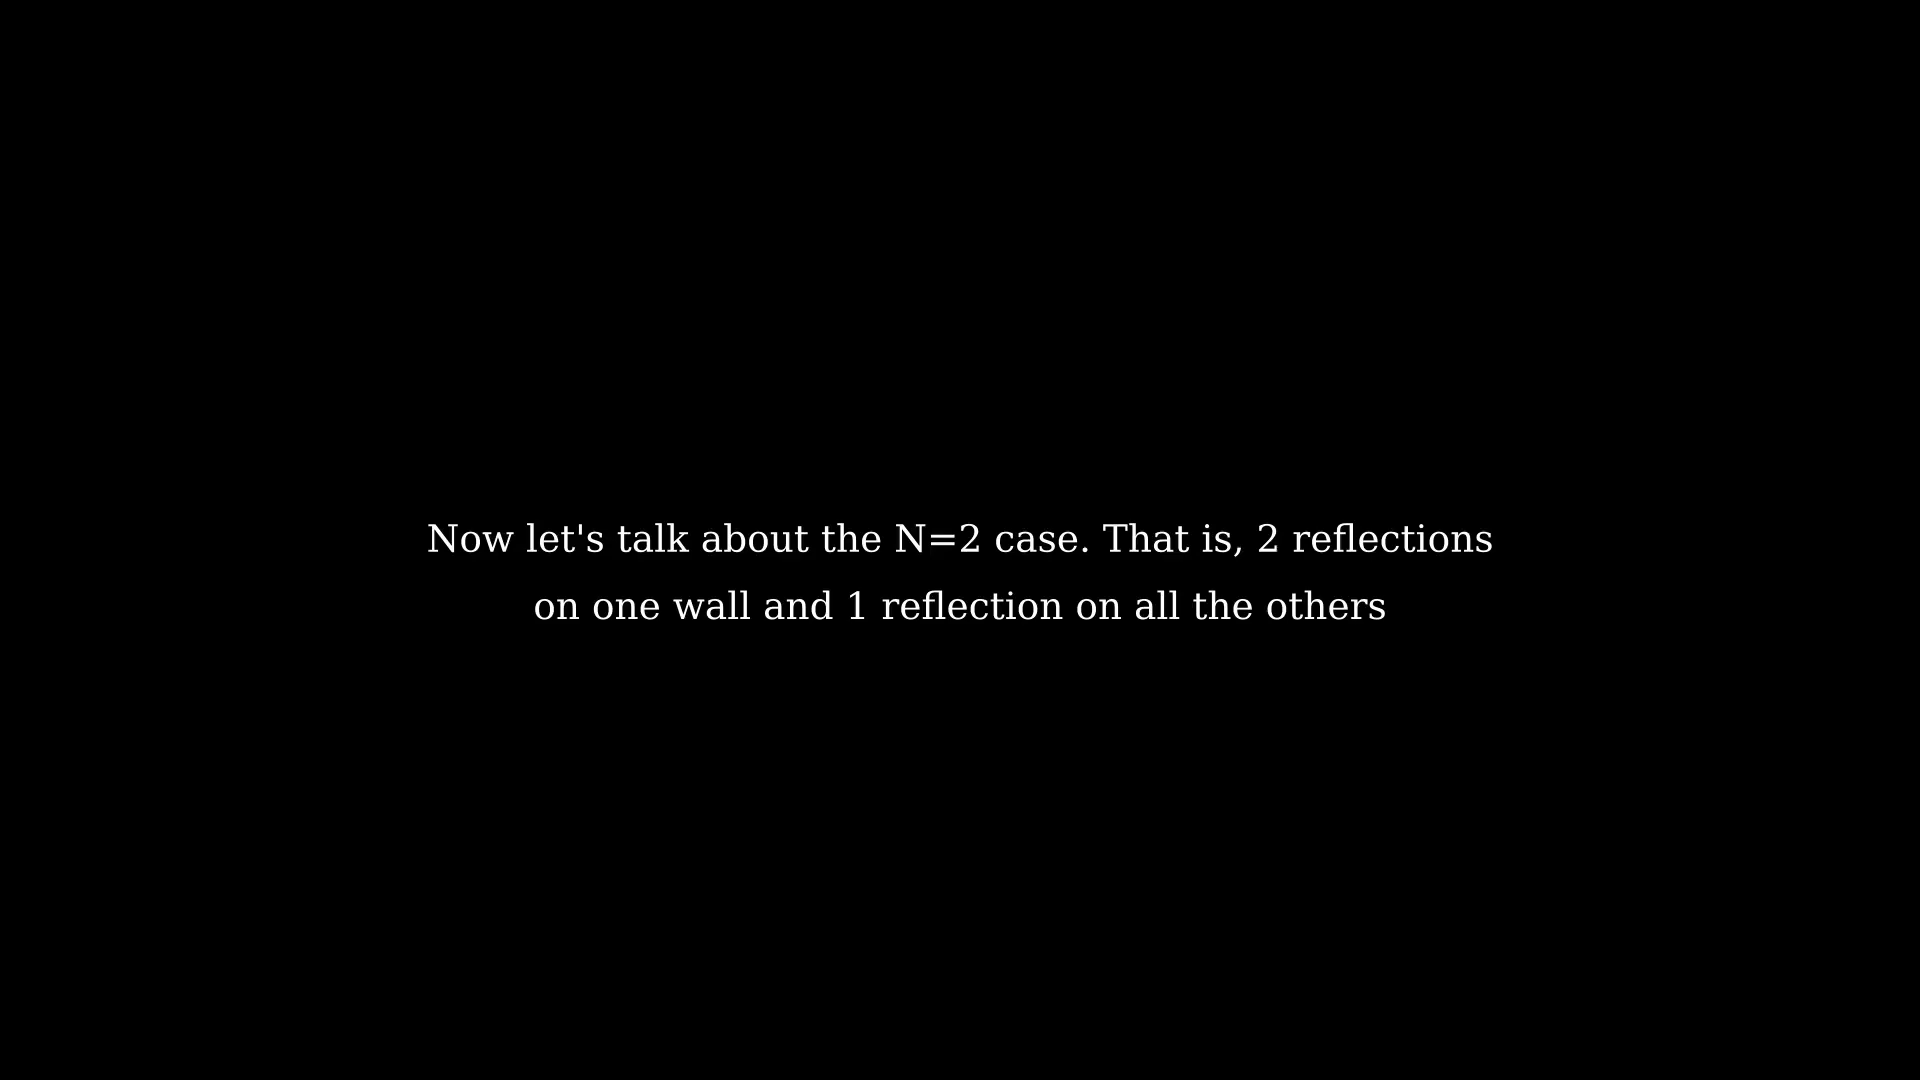 Now let's talk about the N=2 case. That is, 2 reflections
on one wall and 1 reflection on all the others